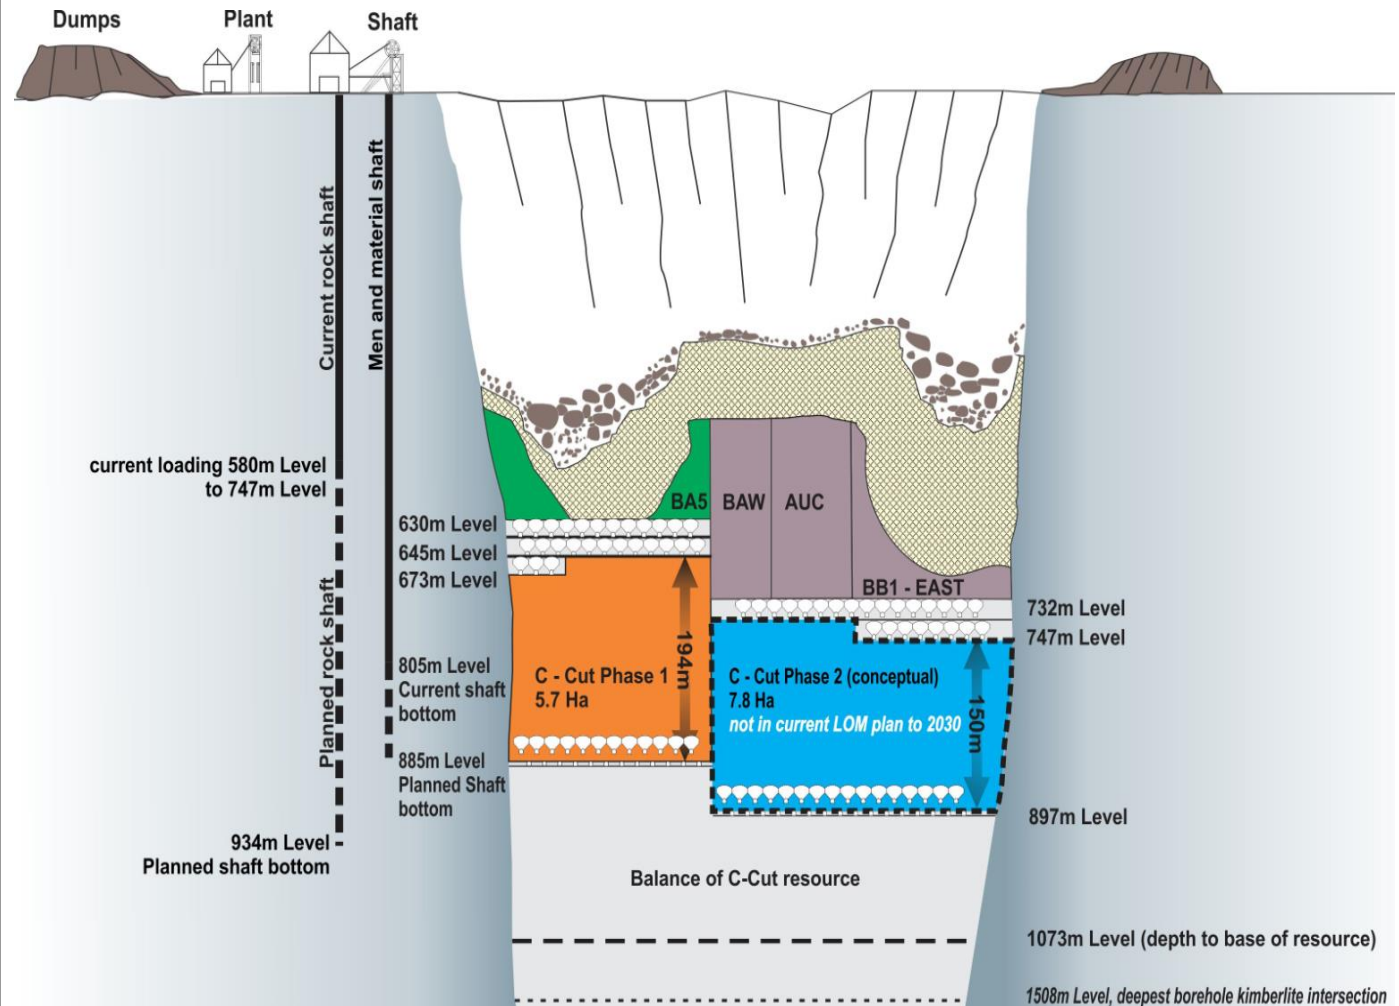 Dumps
Plant
Shaft
Current rock shaft
Men and material shaft
current loading 580m Level
to 747m Level
Planned rock shaft
630m Level
645m Level
673m Level
805m Level
Current shaft
bottom
885m Level
Planned Shaft
bottom
934m Level
Planned shaft bottom
BA5
BAW
AUC
BB1 - EAST
732m Level
747m Level
194m
C - Cut Phase 1
5.7 Ha
C - Cut Phase 2 (conceptual)
7.8 Ha
not in current LOM plan to 2030
150m
897m Level
Balance of C-Cut resource
1073m Level (depth to base of resource)
1508m Level, deepest borehole kimberlite intersection